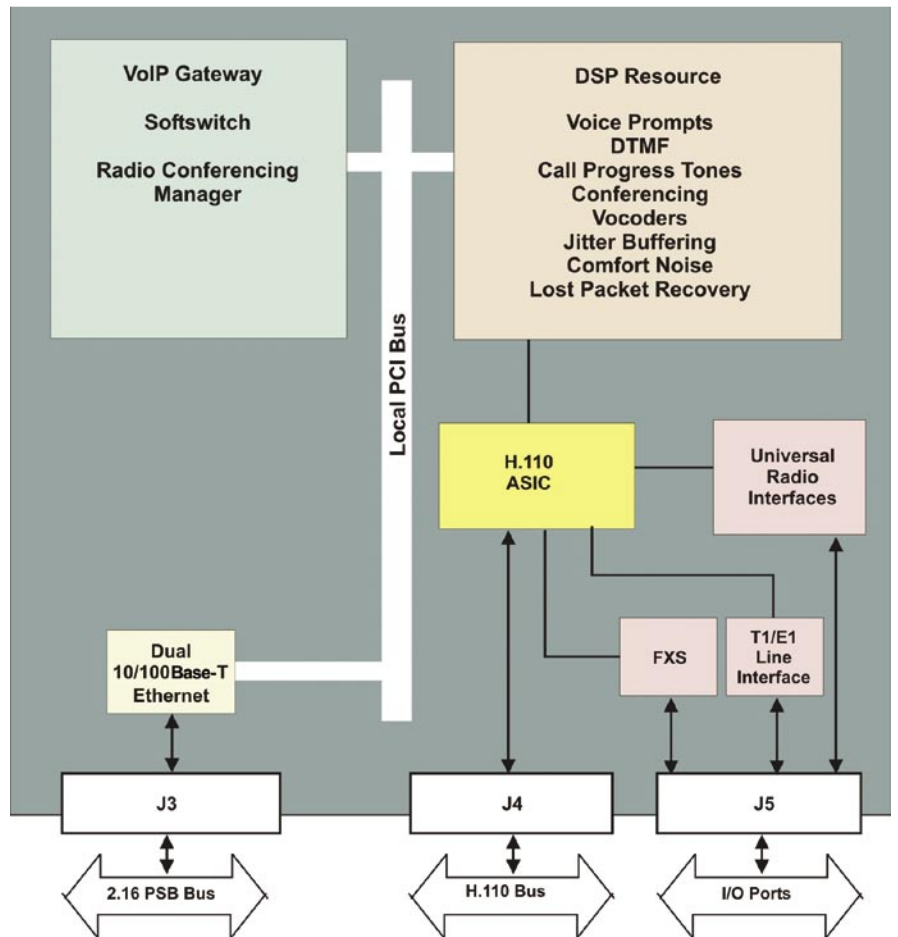 VoIP Gateway
Softswitch
Radio Conferencing
Manager
DSP Resource
Voice Prompts
DTMF
Call Progress Tones
Conferencing
Vocoders
Jitter Buffering
Comfort Noise
Lost Packet Recovery
Local PCI Bus
H.110
ASIC
Universal
Radio
Interfaces
Dual
10/100Base-T
Ethernet
FXS
T1/E1
Line
Interface
J3
J4
J5
2.16 PSB Bus
H.110 Bus
I/O Ports